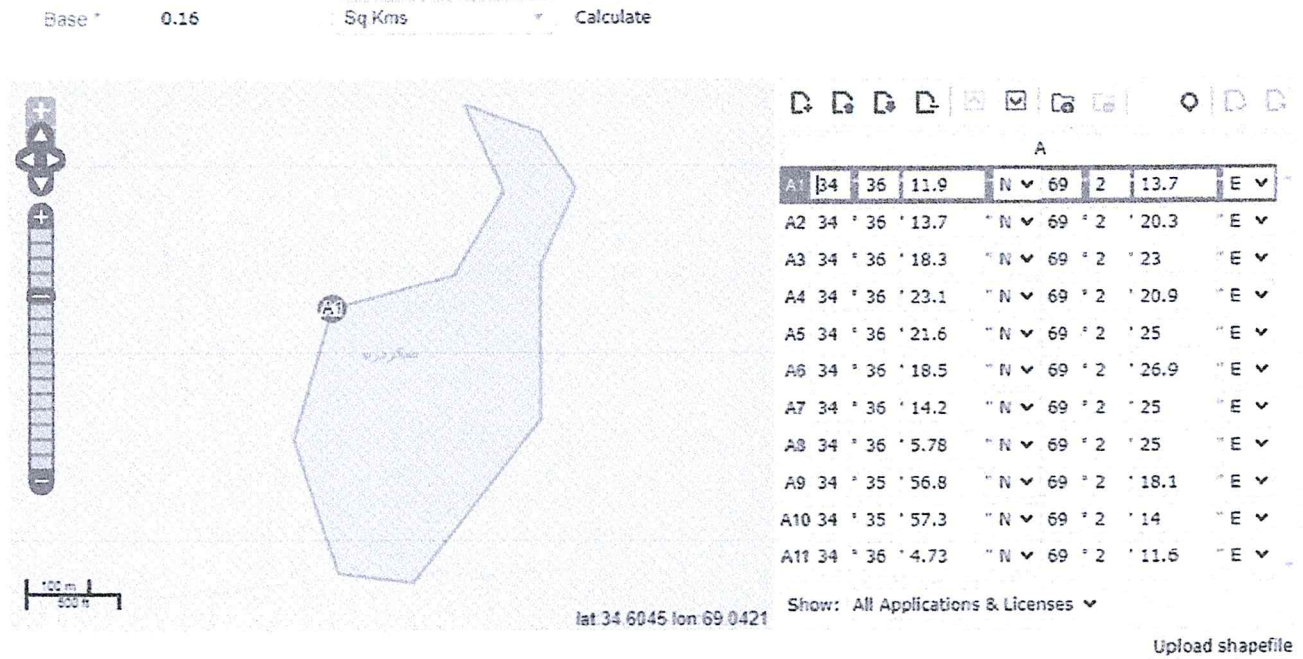 Base * 0.16 Sq Kms Calculate
A
A1 34 36 11.9 N 69 2 13.7 E
A2 34 ° 36 ' 13.7 " N 69 ° 2 ' 20.3 " E
A3 34 ° 36 ' 18.3 " N 69 ° 2 ' 23 " E
A4 34 ° 36 ' 23.1 " N 69 ° 2 ' 20.9 " E
A5 34 ° 36 ' 21.6 " N 69 ° 2 ' 25 " E
A6 34 ° 36 ' 18.5 " N 69 ° 2 ' 26.9 " E
A7 34 ° 36 ' 14.2 " N 69 ° 2 ' 25 " E
A8 34 ° 36 ' 5.78 " N 69 ° 2 ' 25 " E
A9 34 ° 35 ' 56.8 " N 69 ° 2 ' 18.1 " E
A10 34 ° 35 ' 57.3 " N 69 ° 2 ' 14 " E
A11 34 ° 36 ' 4.73 " N 69 ° 2 ' 11.6 " E
A1
100 m
500 ft
lat:34.6045 lon:69.0421
Show: All Applications & Licenses
Upload shapefile